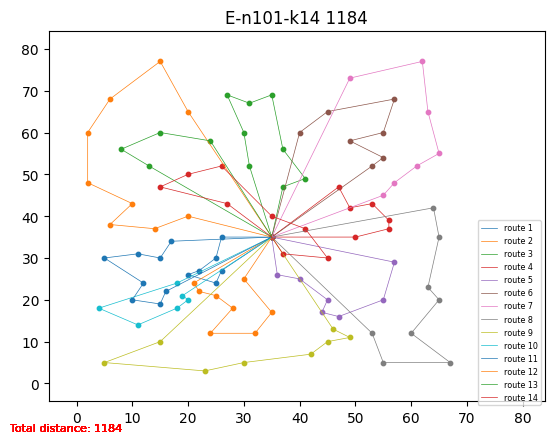 E-n101-k14 1184
80
70
60
50
40
30
20
10
0
route 1
route 2
route 3
route 4
route 5
route 6
route 7
route 8
route 9
route 10
route 11
route 12
route 13
route 14
0 10 20 30 40 50 60 70 80
Total distance: 1184